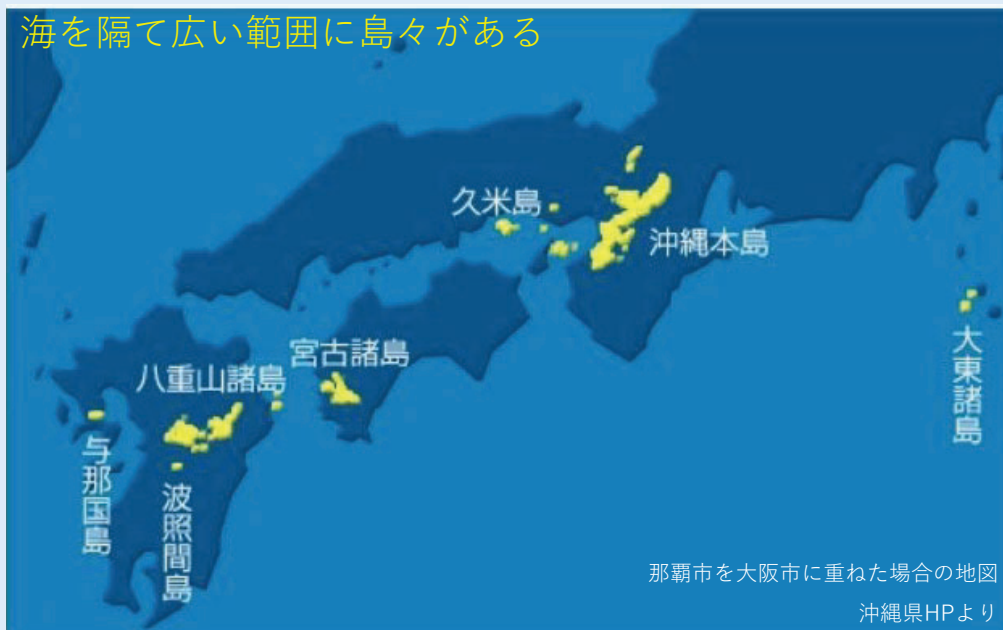 海を隔て広い範囲に島々がある
久米島
沖縄本島
宮古諸島
八重山諸島
大東諸島
与那国島
波照間島
那覇市を大阪市に重ねた場合の地図
沖縄県HPより